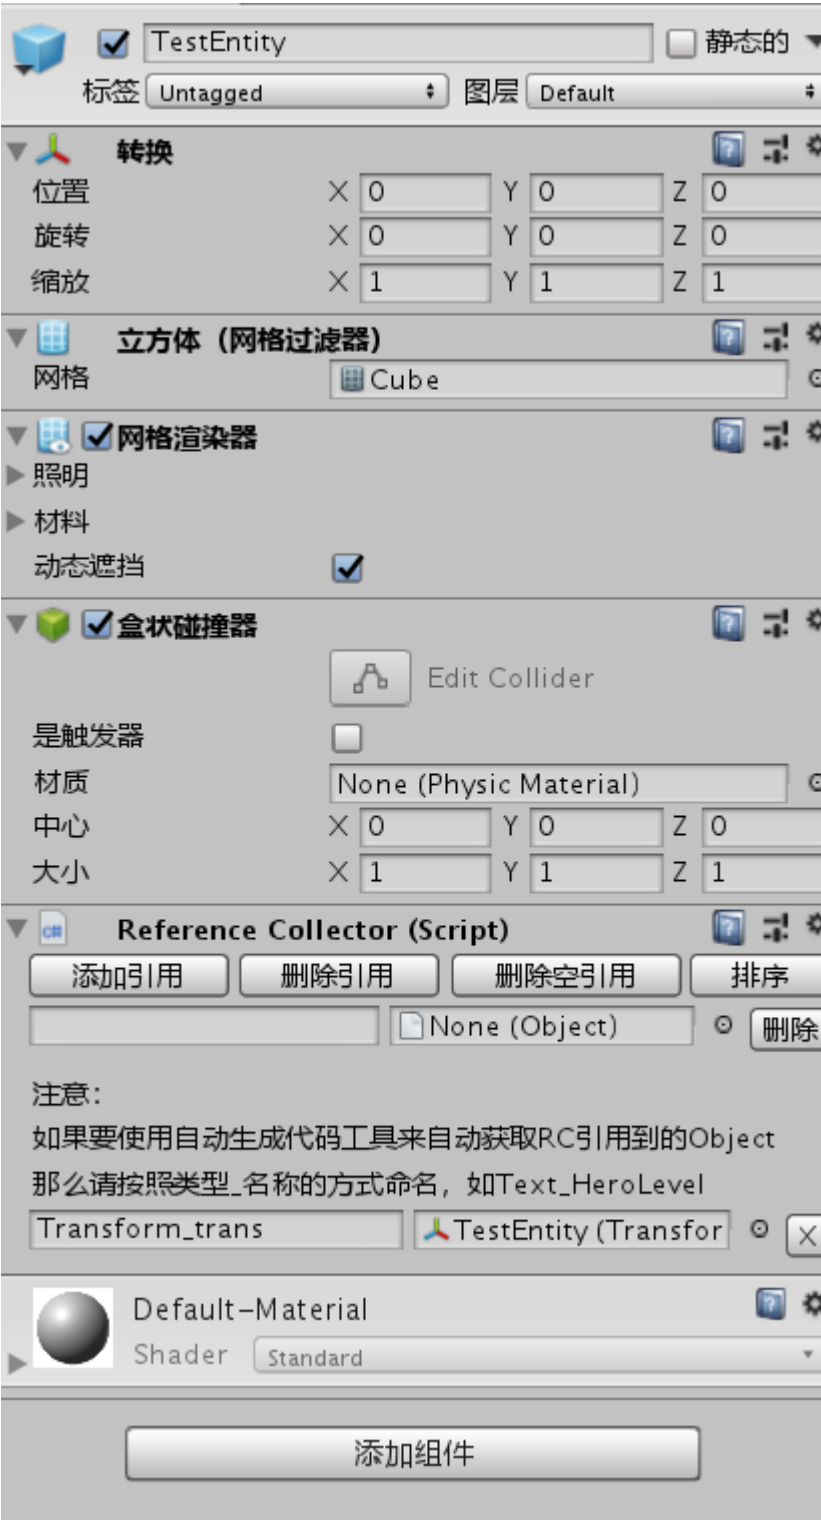 TestEntity 静态的
标签 Untagged 图层 Default
转换
位置 X 0 Y 0 Z 0
旋转 X 0 Y 0 Z 0
缩放 X 1 Y 1 Z 1
立方体（网格过滤器）
网格 Cube
网格渲染器
照明
材料
动态遮挡
盒状碰撞器
Edit Collider
是触发器
材质 None (Physic Material)
中心 X 0 Y 0 Z 0
大小 X 1 Y 1 Z 1
c# Reference Collector (Script)
添加引用 删除引用 删除空引用 排序
None (Object) 删除
注意：
如果要使用自动生成代码工具来自动获取RC引用到的Object
那么请按照类型_名称的方式命名，如Text_HeroLevel
Transform_trans TestEntity (Transfor X
Default-Material
Shader Standard
添加组件